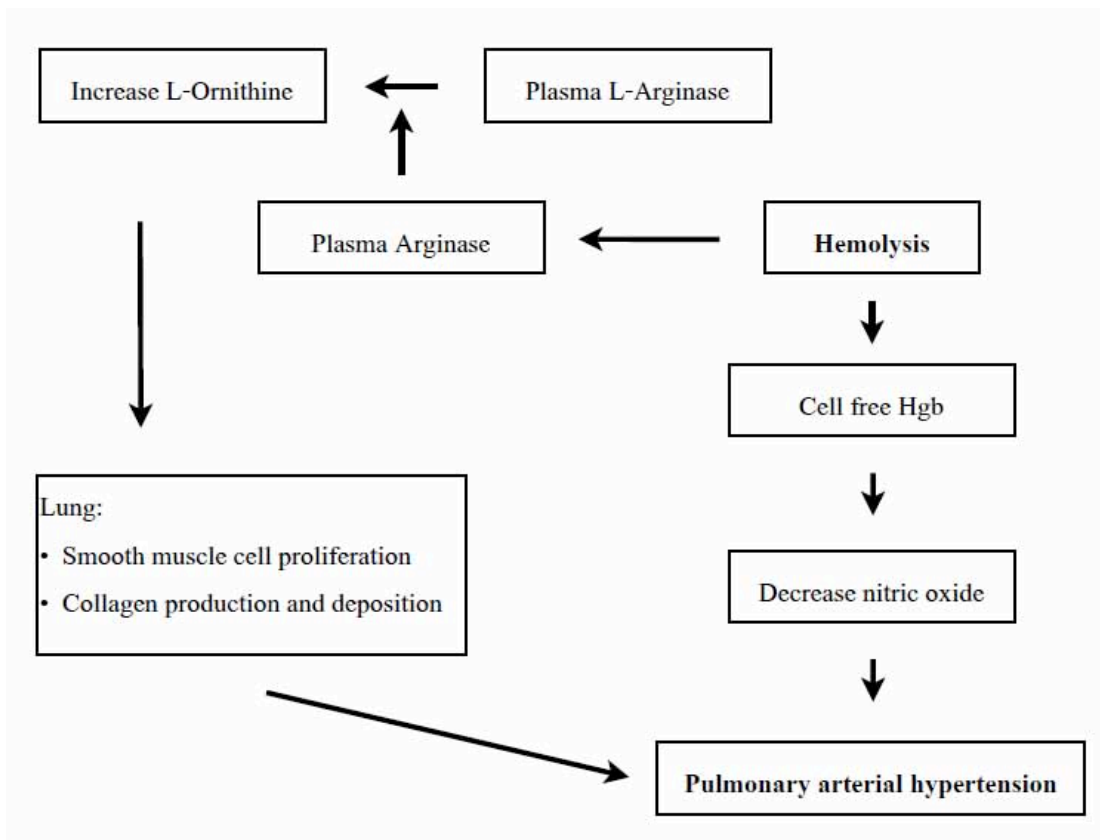 Increase L-Ornithine
Plasma L-Arginase
Plasma Arginase
Hemolysis
Cell free Hgb
Lung:
• Smooth muscle cell proliferation
• Collagen production and deposition
Decrease nitric oxide
Pulmonary arterial hypertension